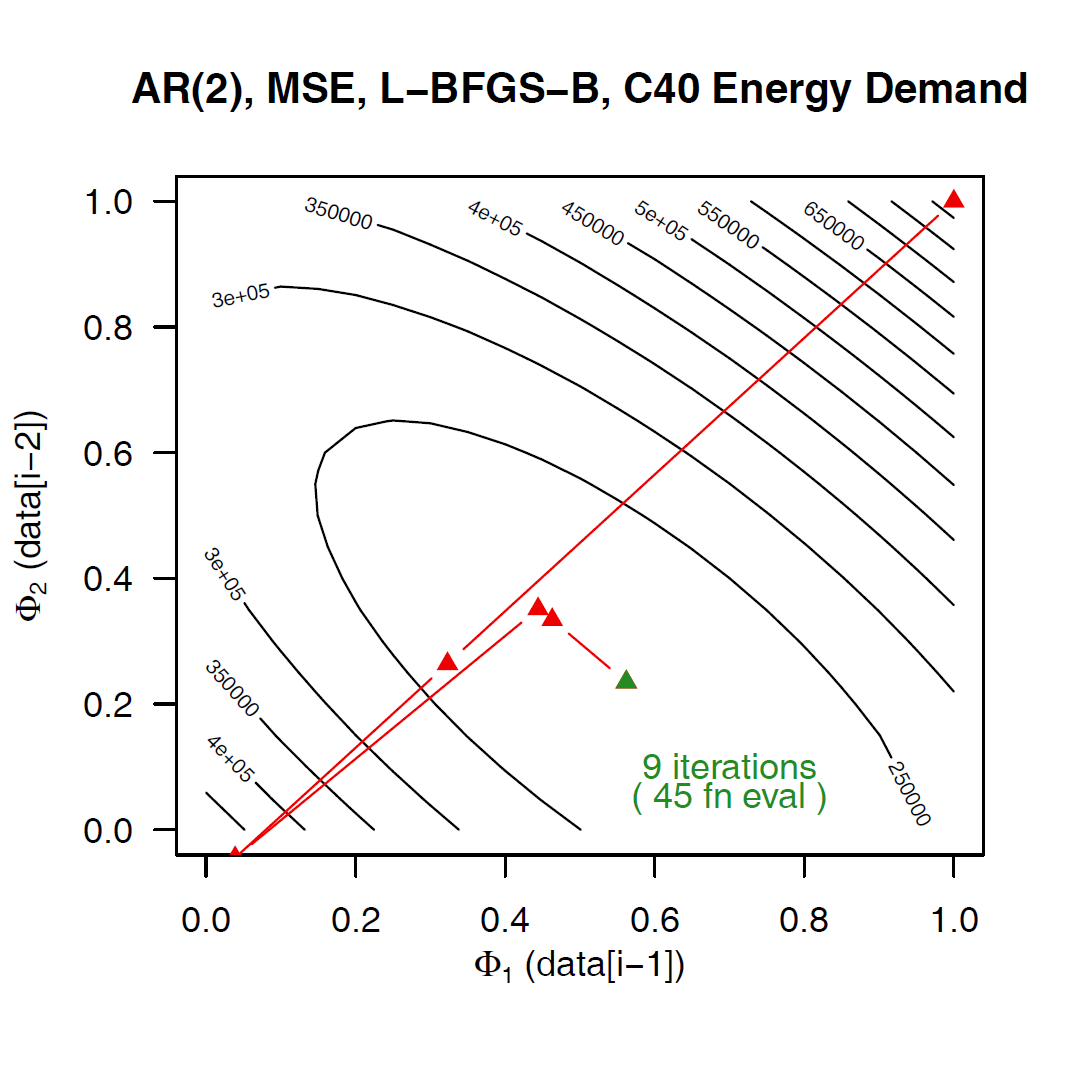 AR(2), MSE, L−BFGS−B, C40 Energy Demand
1.0
0.8
0.6
0.4
0.2
0.0
Φ₂ (data[i−2])
350000
4e+05
450000
5e+05
550000
650000
3e+05
3e+05
350000
4e+05
250000
9 iterations
( 45 fn eval )
0.0 0.2 0.4 0.6 0.8 1.0
Φ₁ (data[i−1])